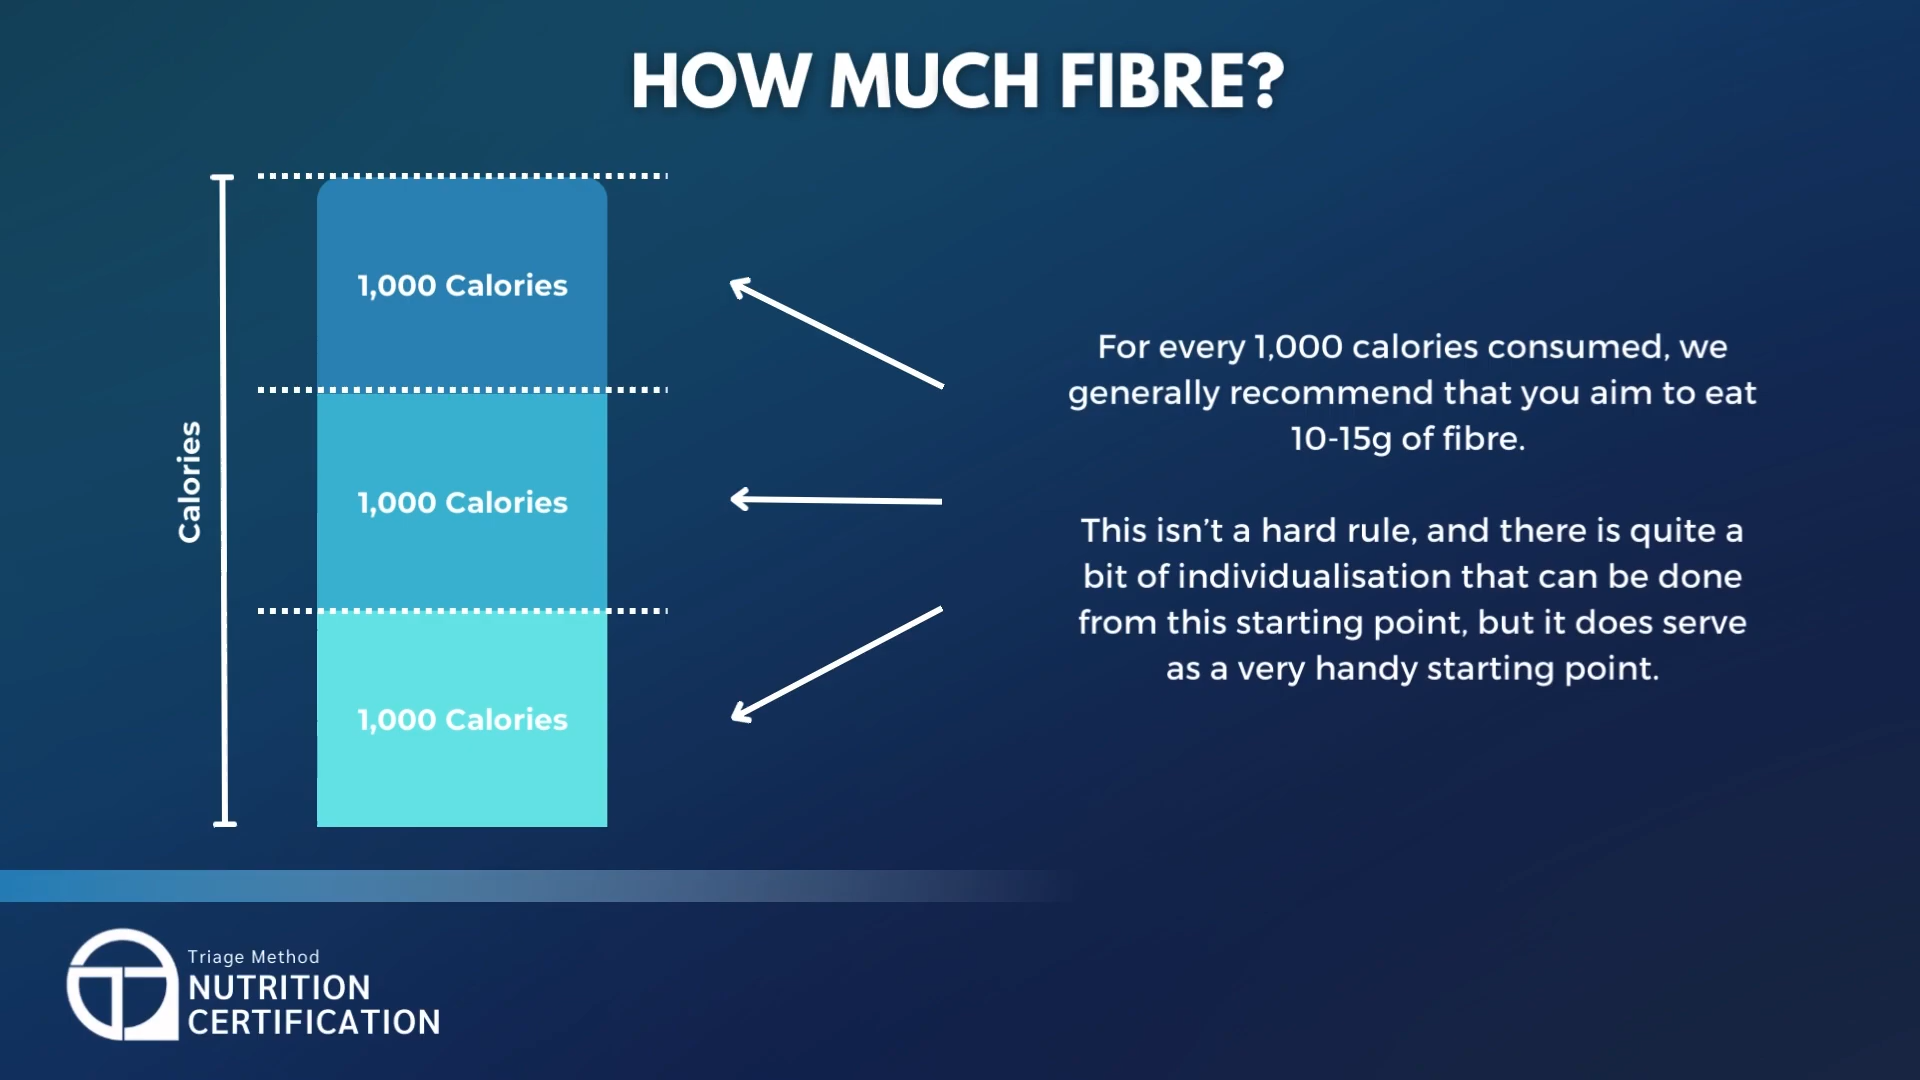 HOW MUCH FIBRE?
Calories
1,000 Calories
1,000 Calories
1,000 Calories
For every 1,000 calories consumed, we
generally recommend that you aim to eat
10-15g of fibre.
This isn’t a hard rule, and there is quite a
bit of individualisation that can be done
from this starting point, but it does serve
as a very handy starting point.
Triage Method
NUTRITION
CERTIFICATION